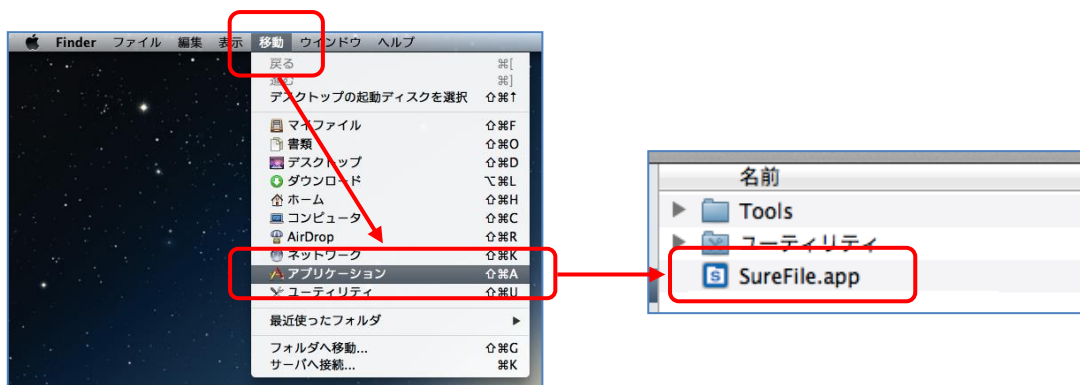 Finder ファイル 編集 表示 移動 ウインドウ ヘルプ
戻る ⌘[
進む ⌘]
デスクトップの起動ディスクを選択 ⇧⌘↑
マイファイル ⇧⌘F
書類 ⇧⌘O
デスクトップ ⇧⌘D
ダウンロード ⌥⌘L
ホーム ⇧⌘H
コンピュータ ⇧⌘C
AirDrop ⇧⌘R
ネットワーク ⇧⌘K
アプリケーション ⇧⌘A
ユーティリティ ⇧⌘U
最近使ったフォルダ ▶
フォルダへ移動... ⇧⌘G
サーバへ接続... ⌘K
名前
Tools
ユーティリティ
SureFile.app